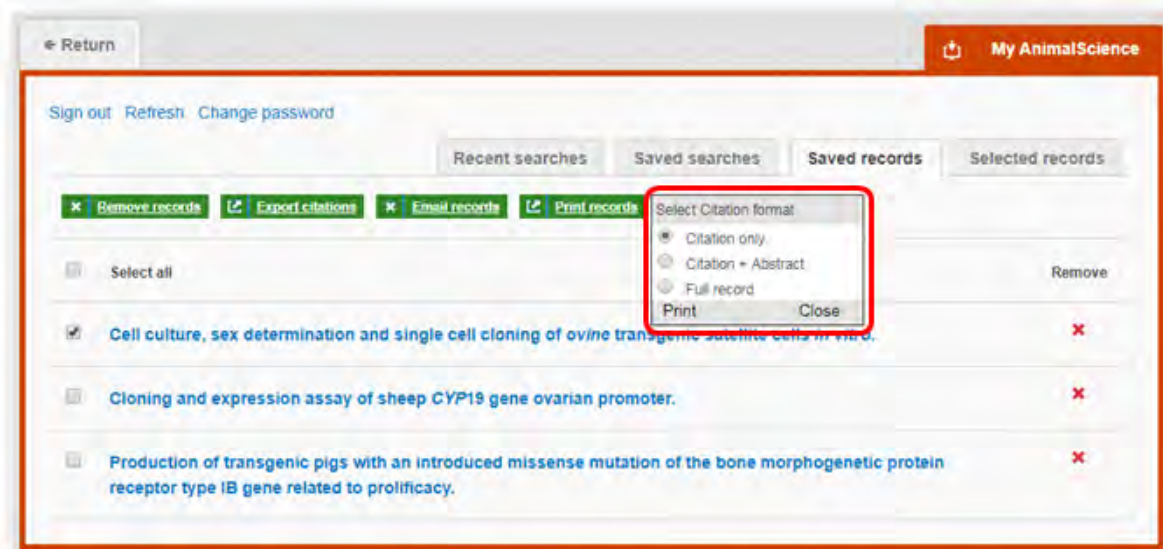 Return
My AnimalScience
Sign out Refresh Change password
Recent searches Saved searches Saved records Selected records
Remove records Export citations Email records Print records
Select Citation format
Citation only
Citation + Abstract
Full record
Print Close
Select all Remove
Cell culture, sex determination and single cell cloning of ovine transgenic satellite cells in vitro.
Cloning and expression assay of sheep CYP19 gene ovarian promoter.
Production of transgenic pigs with an introduced missense mutation of the bone morphogenetic protein
receptor type IB gene related to prolificacy.